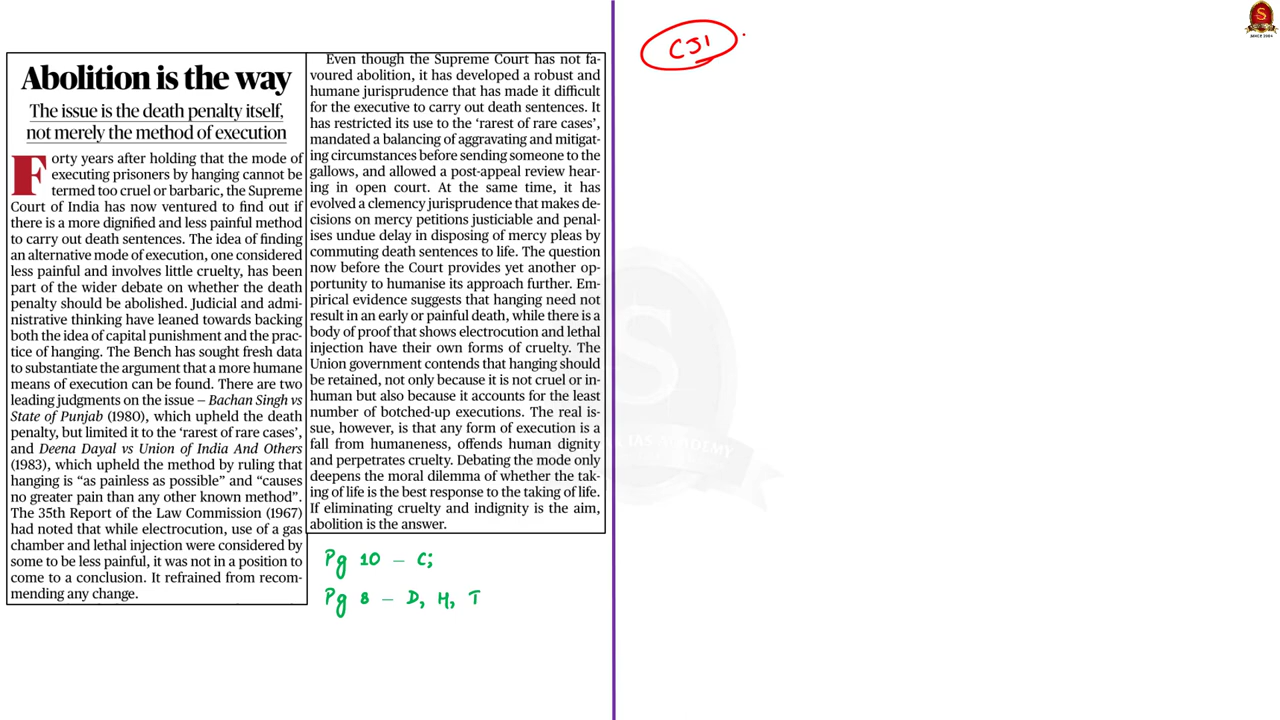 Abolition is the way
The issue is the death penalty itself,
not merely the method of execution
Forty years after holding that the mode of
executing prisoners by hanging cannot be
termed too cruel or barbaric, the Supreme
Court of India has now ventured to find out if
there is a more dignified and less painful method
to carry out death sentences. The idea of finding
an alternative mode of execution, one considered
less painful and involves little cruelty, has been
part of the wider debate on whether the death
penalty should be abolished. Judicial and admi-
nistrative thinking have leaned towards backing
both the idea of capital punishment and the prac-
tice of hanging. The Bench has sought fresh data
to substantiate the argument that a more humane
means of execution can be found. There are two
leading judgments on the issue – Bachan Singh vs
State of Punjab (1980), which upheld the death
penalty, but limited it to the ‘rarest of rare cases’,
and Deena Dayal vs Union of India And Others
(1983), which upheld the method by ruling that
hanging is “as painless as possible” and “causes
no greater pain than any other known method”.
The 35th Report of the Law Commission (1967)
had noted that while electrocution, use of a gas
chamber and lethal injection were considered by
some to be less painful, it was not in a position to
come to a conclusion. It refrained from recom-
mending any change.
Even though the Supreme Court has not fa-
voured abolition, it has developed a robust and
humane jurisprudence that has made it difficult
for the executive to carry out death sentences. It
has restricted its use to the ‘rarest of rare cases’,
mandated a balancing of aggravating and mitigat-
ing circumstances before sending someone to the
gallows, and allowed a post-appeal review hear-
ing in open court. At the same time, it has
evolved a clemency jurisprudence that makes de-
cisions on mercy petitions justiciable and penal-
ises undue delay in disposing of mercy pleas by
commuting death sentences to life. The question
now before the Court provides yet another op-
portunity to humanise its approach further. Em-
pirical evidence suggests that hanging need not
result in an early or painful death, while there is a
body of proof that shows electrocution and lethal
injection have their own forms of cruelty. The
Union government contends that hanging should
be retained, not only because it is not cruel or in-
human but also because it accounts for the least
number of botched-up executions. The real is-
sue, however, is that any form of execution is a
fall from humaneness, offends human dignity
and perpetrates cruelty. Debating the mode only
deepens the moral dilemma of whether the tak-
ing of life is the best response to the taking of life.
If eliminating cruelty and indignity is the aim,
abolition is the answer.
Pg 10 – C;
Pg 8 – D, H, T
CJI
S
SINCE 2004
S
IAS ACADEMY